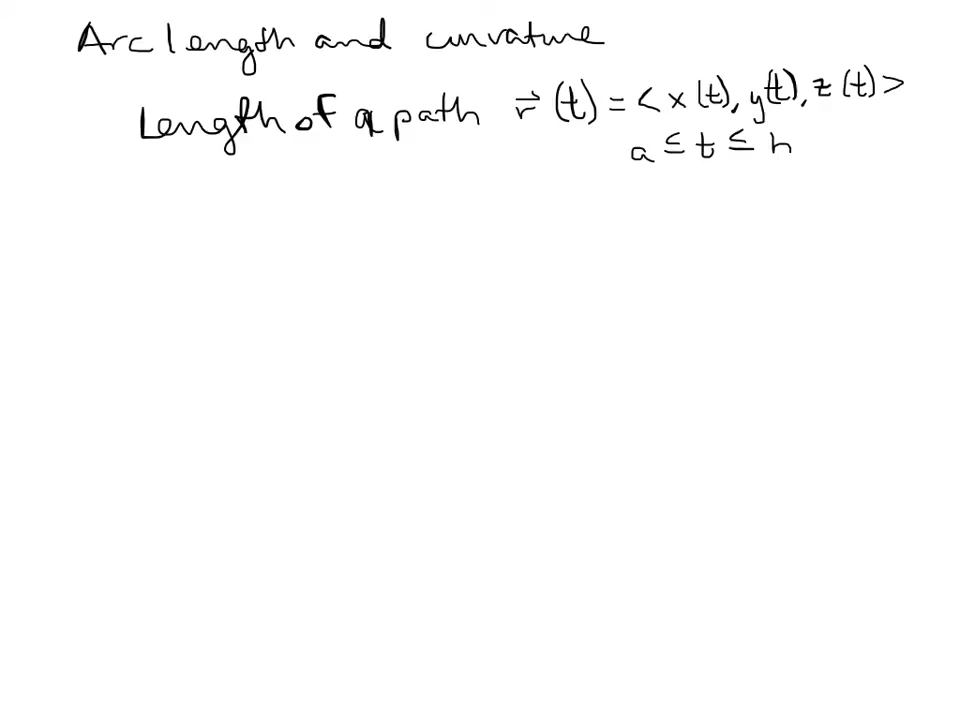 Arc length and curvature
Length of a path r⃗(t) = < x(t), y(t), z(t) >
a ≤ t ≤ h